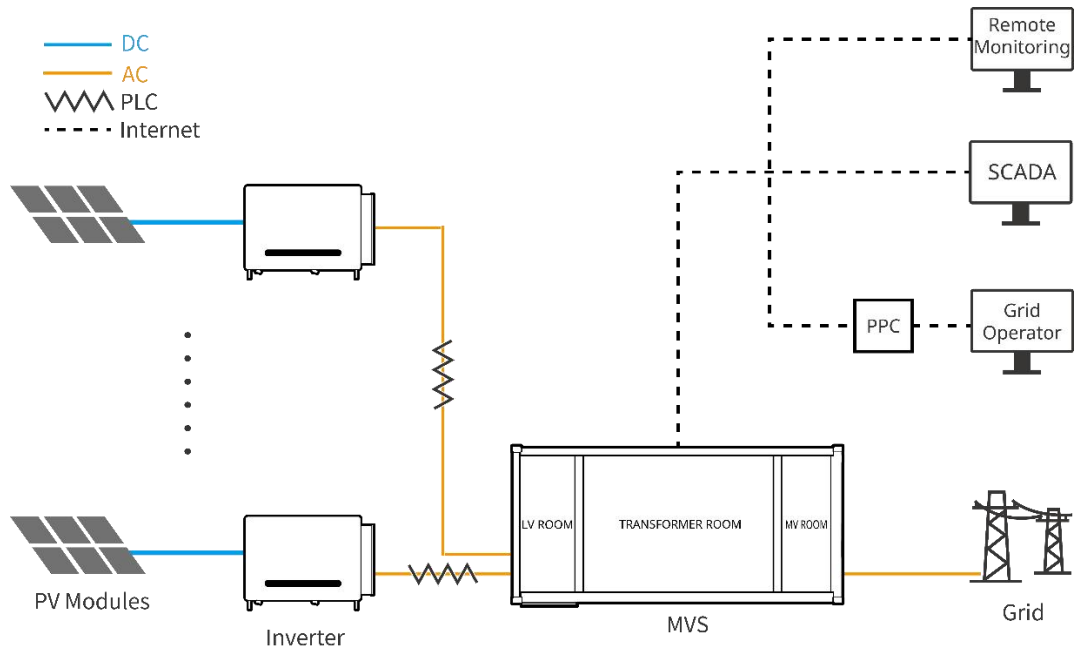 DC
AC
PLC
Internet
Remote
Monitoring
SCADA
PPC
Grid
Operator
LV ROOM
TRANSFORMER ROOM
MV ROOM
PV Modules
Inverter
MVS
Grid